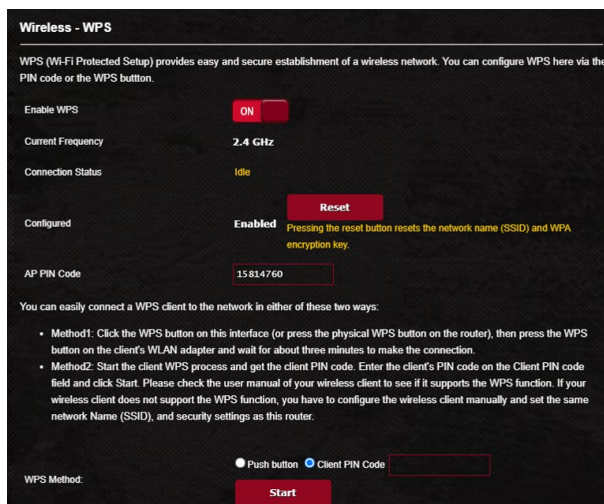 Wireless - WPS
WPS (Wi-Fi Protected Setup) provides easy and secure establishment of a wireless network. You can configure WPS here via the
PIN code or the WPS buttton.
Enable WPS ON
Current Frequency 2.4 GHz
Connection Status Idle
Reset
Configured Enabled Pressing the reset button resets the network name (SSID) and WPA
encryption key.
AP PIN Code 15814760
You can easily connect a WPS client to the network in either of these two ways:
• Method1: Click the WPS button on this interface (or press the physical WPS button on the router), then press the WPS
button on the client's WLAN adapter and wait for about three minutes to make the connection.
• Method2: Start the client WPS process and get the client PIN code. Enter the client's PIN code on the Client PIN code
field and click Start. Please check the user manual of your wireless client to see if it supports the WPS function. If your
wireless client does not support the WPS function, you have to configure the wireless client manually and set the same
network Name (SSID), and security settings as this router.
Push button Client PIN Code
WPS Method:
Start